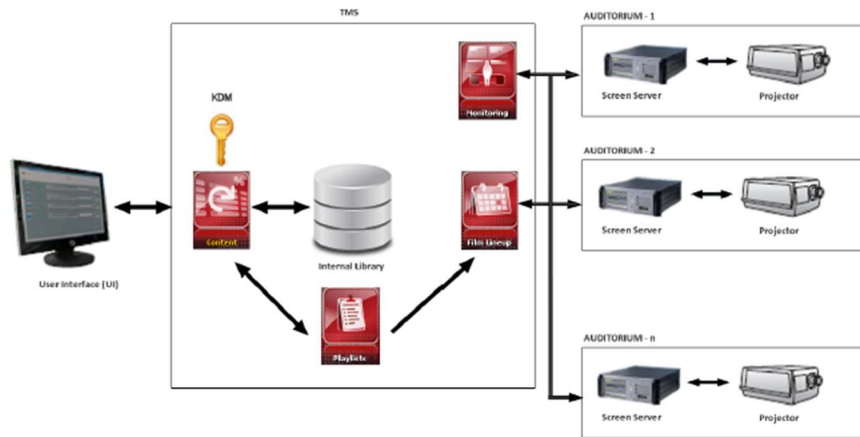 TMS
AUDITORIUM - 1
Monitoring
Screen Server
Projector
KDM
AUDITORIUM - 2
Content
Internal Library
Film Lineup
Screen Server
Projector
User Interface (UI)
Playlists
AUDITORIUM - n
Screen Server
Projector